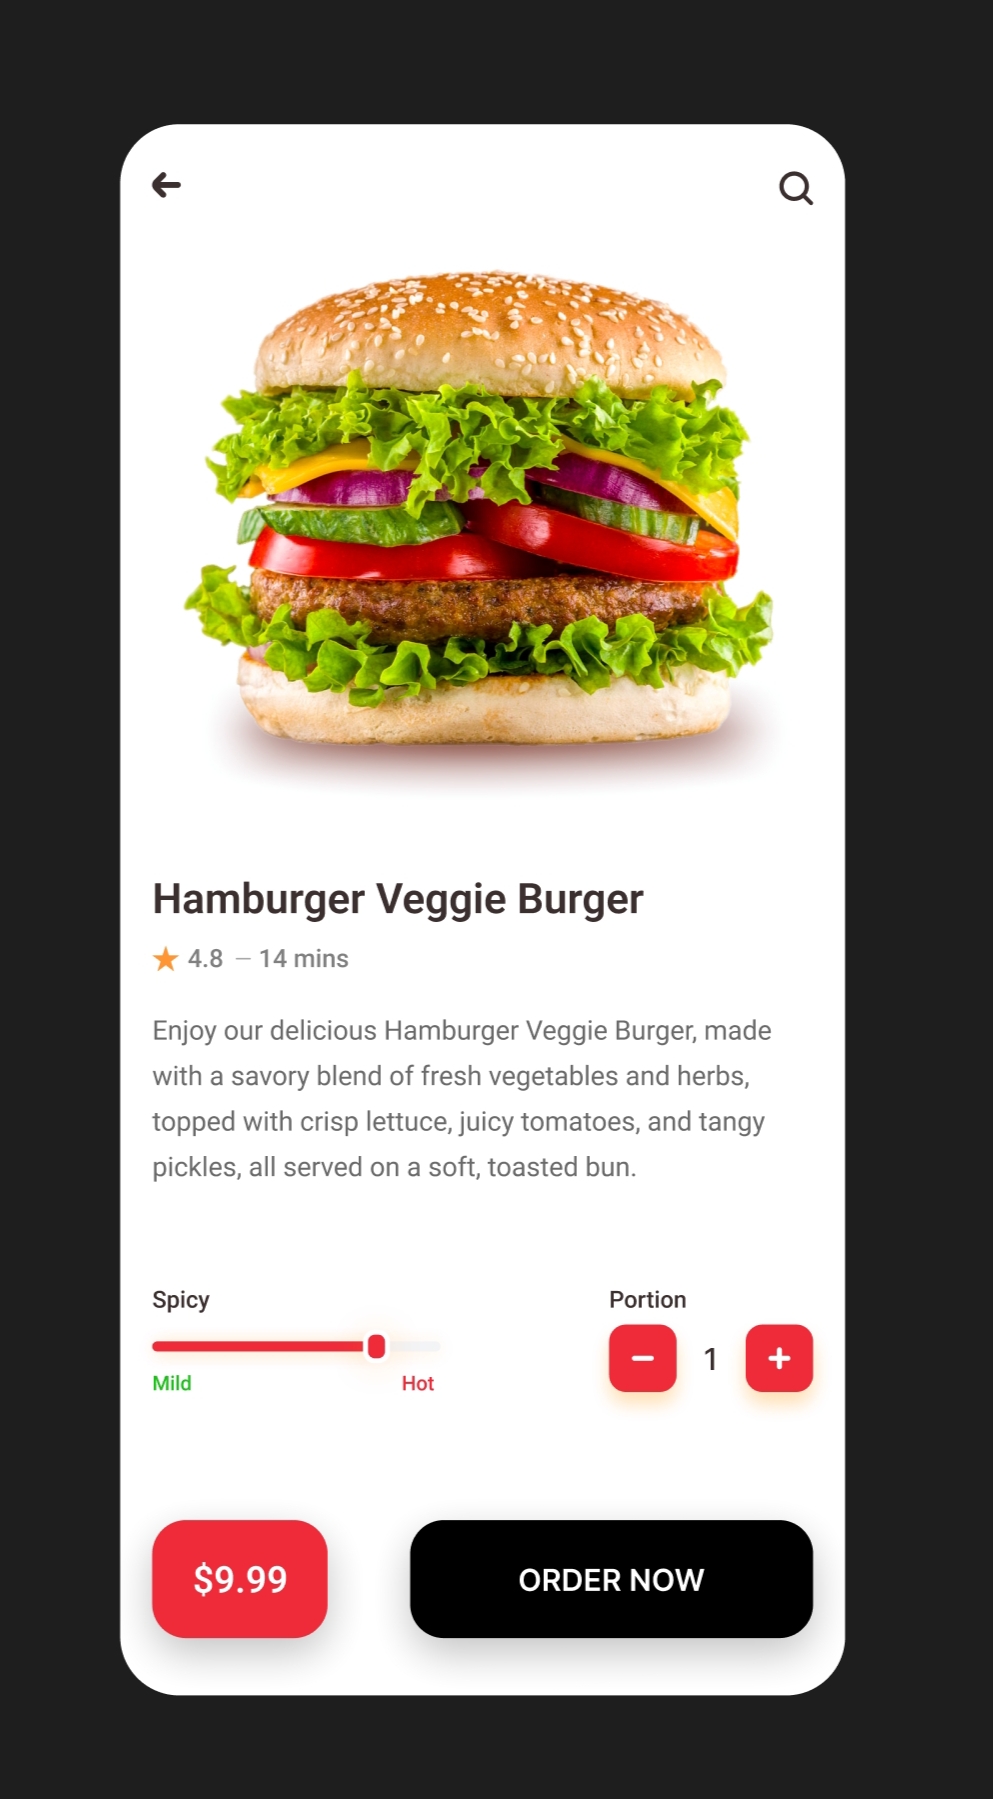 Hamburger Veggie Burger
4.8 – 14 mins
Enjoy our delicious Hamburger Veggie Burger, made
with a savory blend of fresh vegetables and herbs,
topped with crisp lettuce, juicy tomatoes, and tangy
pickles, all served on a soft, toasted bun.
Spicy
Mild
Hot
Portion
1
$9.99
ORDER NOW